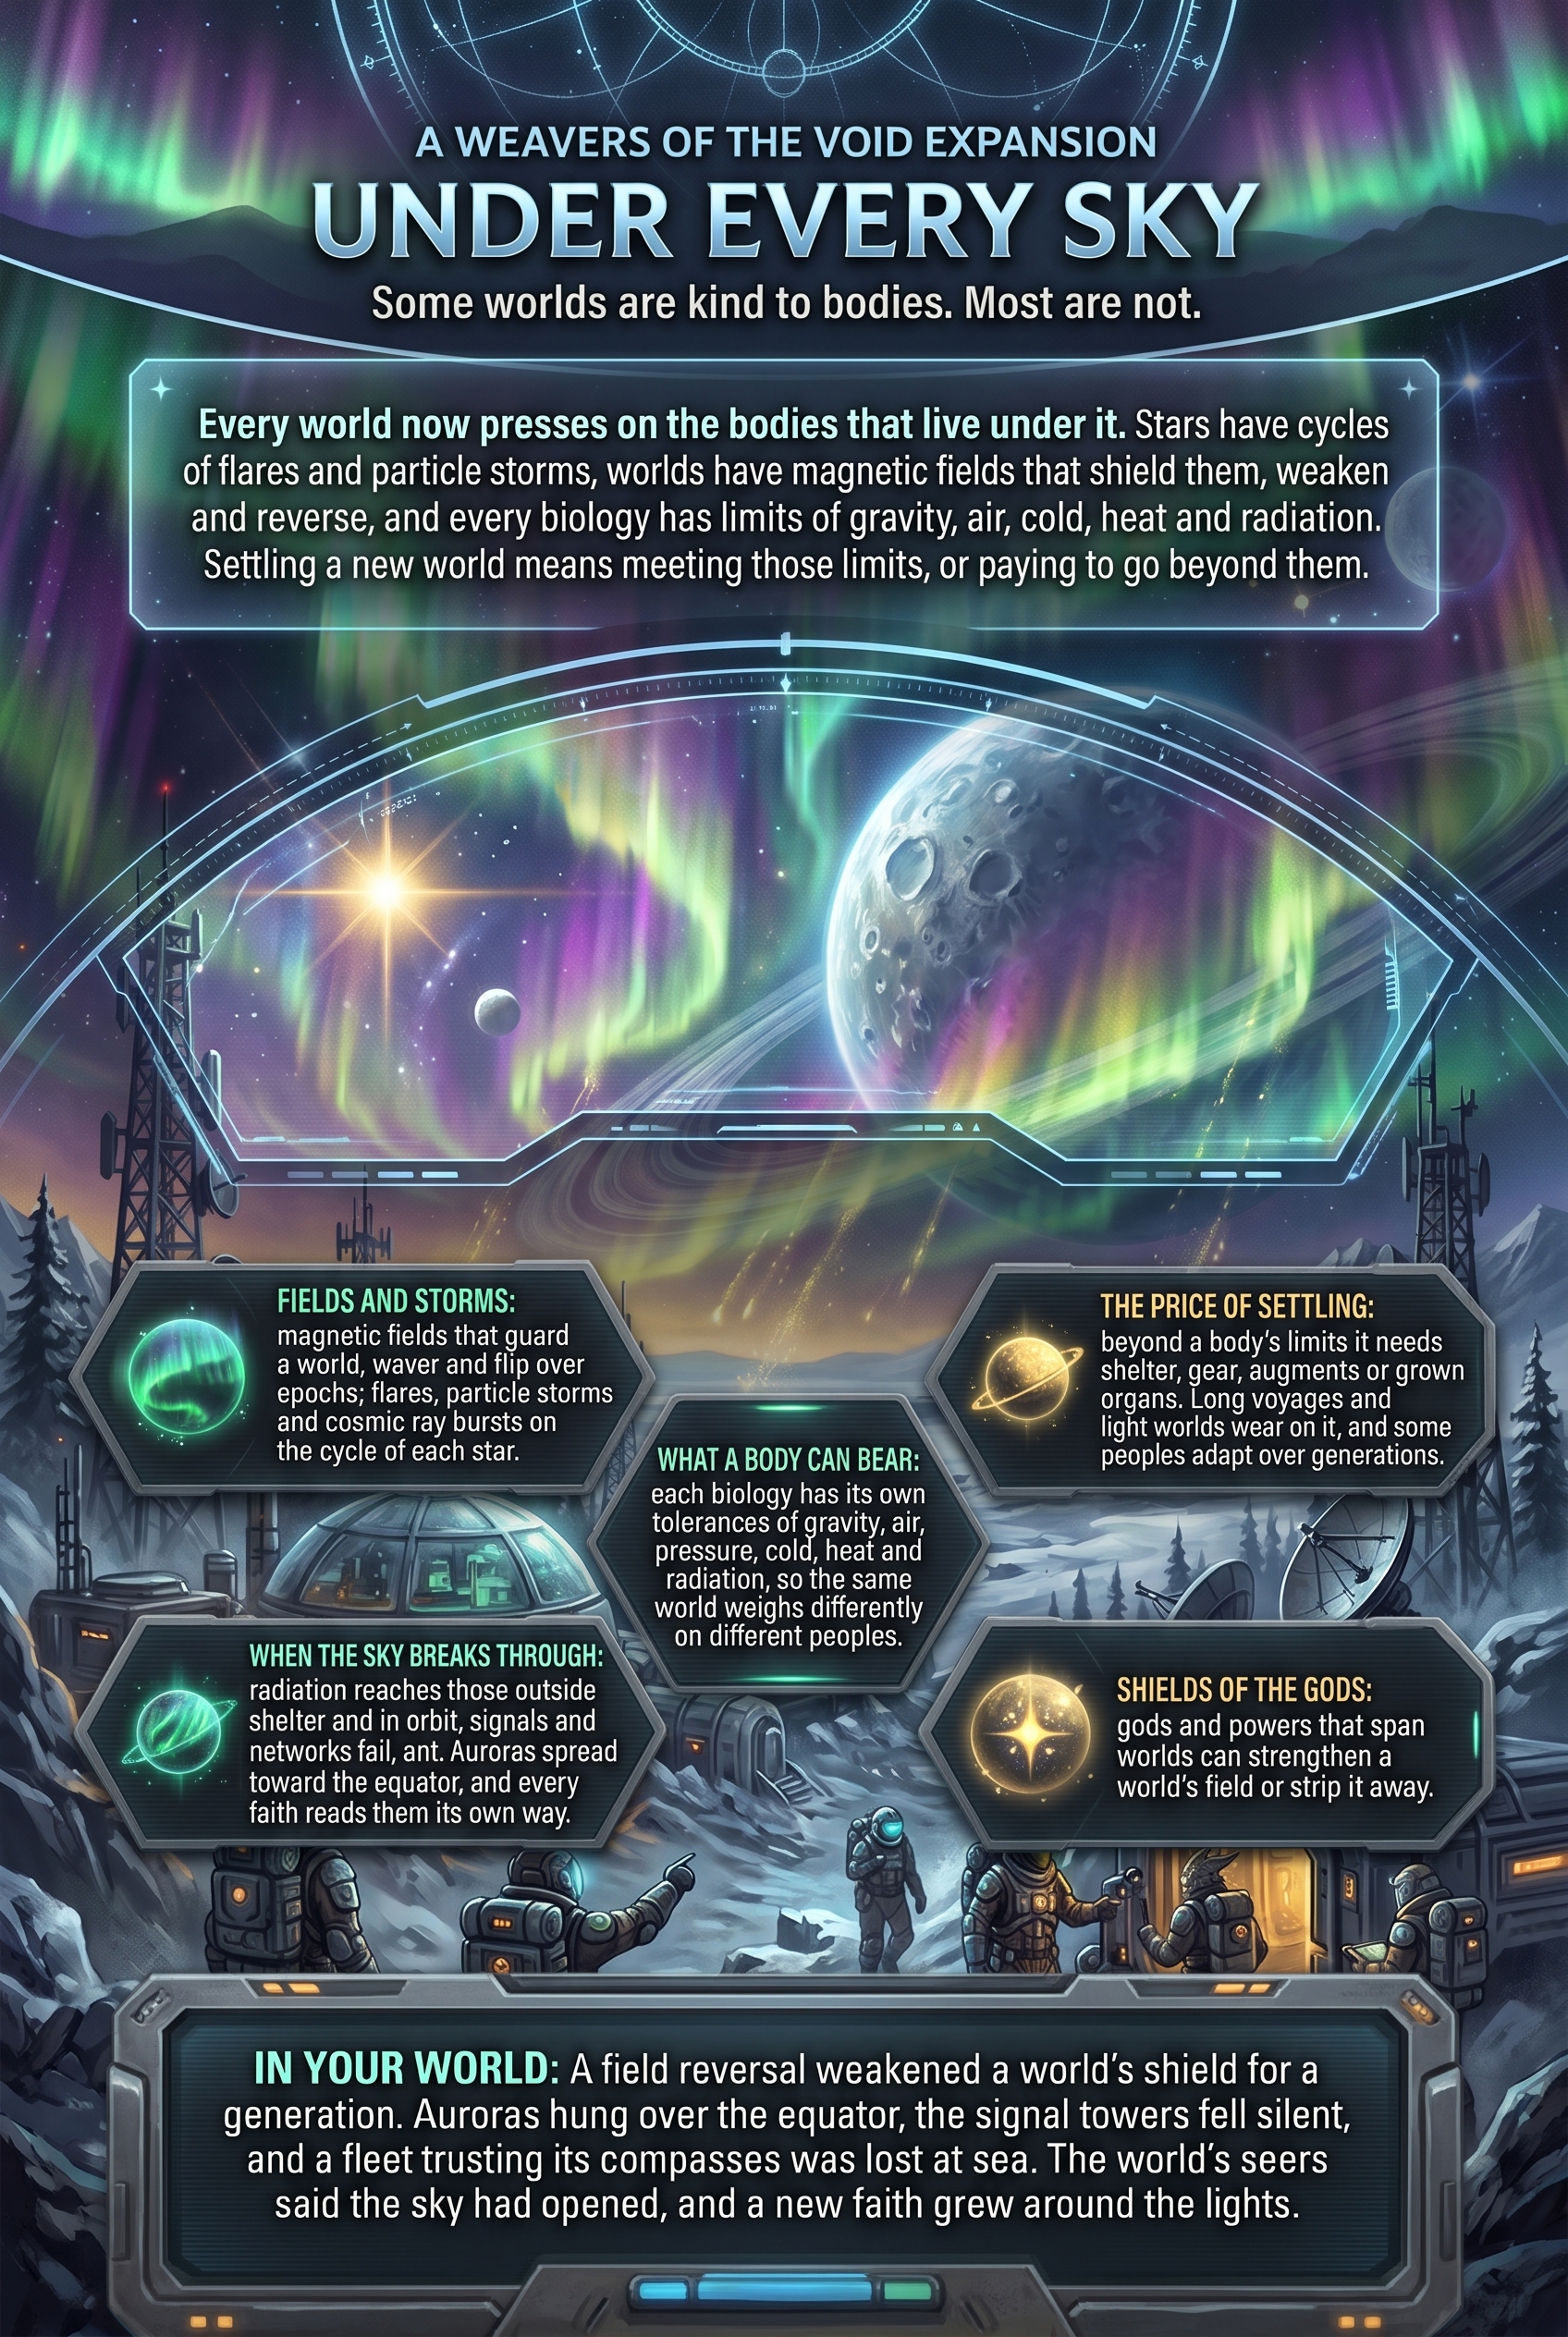 A WEAVERS OF THE VOID EXPANSION
UNDER EVERY SKY
Some worlds are kind to bodies. Most are not.
Every world now presses on the bodies that live under it. Stars have cycles
of flares and particle storms, worlds have magnetic fields that shield them, weaken
and reverse, and every biology has limits of gravity, air, cold, heat and radiation.
Settling a new world means meeting those limits, or paying to go beyond them.
FIELDS AND STORMS:
magnetic fields that guard
a world, waver and flip over
epochs; flares, particle storms
and cosmic ray bursts on
the cycle of each star.
THE PRICE OF SETTLING:
beyond a body's limits it needs
shelter, gear, augments or grown
organs. Long voyages and
light worlds wear on it, and some
peoples adapt over generations.
WHAT A BODY CAN BEAR:
each biology has its own
tolerances of gravity, air,
pressure, cold, heat and
radiation, so the same
world weighs differently
on different peoples.
WHEN THE SKY BREAKS THROUGH:
radiation reaches those outside
shelter and in orbit, signals and
networks fail, ant. Auroras spread
toward the equator, and every
faith reads them its own way.
SHIELDS OF THE GODS:
gods and powers that span
worlds can strengthen a
world's field or strip it away.
IN YOUR WORLD: A field reversal weakened a world's shield for a
generation. Auroras hung over the equator, the signal towers fell silent,
and a fleet trusting its compasses was lost at sea. The world's seers
said the sky had opened, and a new faith grew around the lights.